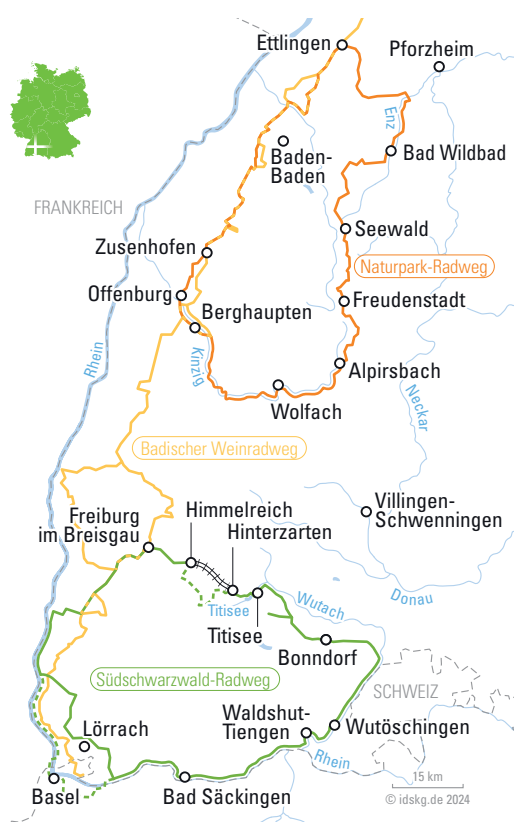 Ettlingen
Pforzheim
Enz
Baden-
Baden
Bad Wildbad
FRANKREICH
Seewald
Zusenhofen
Naturpark-Radweg
Offenburg
Berghaupten
Freudenstadt
Rhein
Kinzig
Alpirsbach
Wolfach
Neckar
Badischer Weinradweg
Freiburg
im Breisgau
Himmelreich
Hinterzarten
Villingen-
Schwenningen
Titisee
Wutach
Donau
Titisee
Bonndorf
Südschwarzwald-Radweg
SCHWEIZ
Lörrach
Waldshut-
Tiengen
Wutöschingen
Rhein
Basel
Bad Säckingen
15 km
© idskg.de 2024